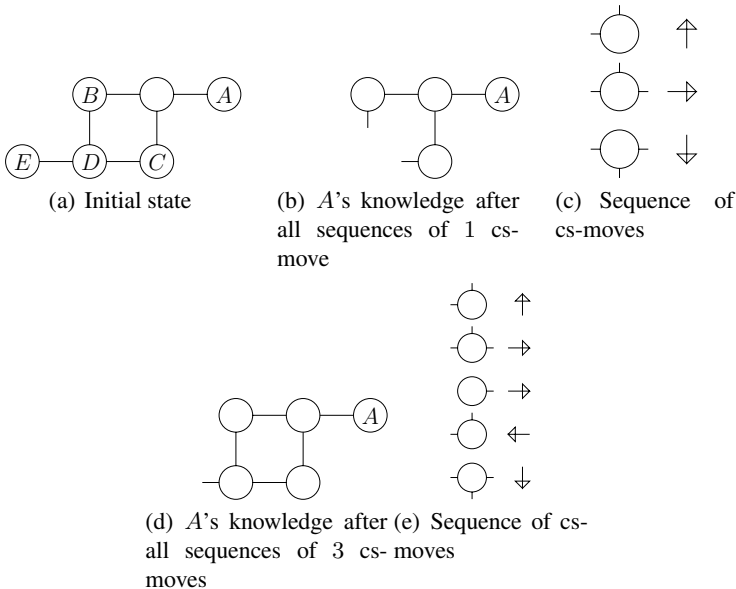 B
A
E
D
C
(a) Initial state
A
(b) A's knowledge after
all sequences of 1 cs-
move
(c) Sequence of
cs-moves
A
(d) A's knowledge after
all sequences of 3 cs-
moves
(e) Sequence of cs-
moves